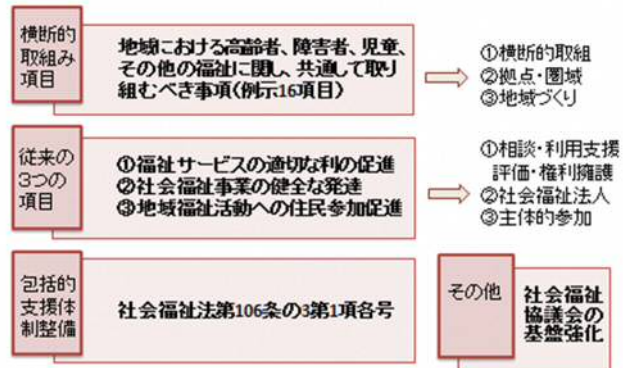 横断的
取組み
項目
地域における高齢者、障害者、児童、
その他の福祉に関し、共通して取り
組むべき事項(例示16項目)
①横断的取組
②拠点・圏域
③地域づくり
従来の
3つの
項目
①福祉サービスの適切な利の促進
②社会福祉事業の健全な発達
③地域福祉活動への住民参加促進
①相談・利用支援
評価・権利擁護
②社会福祉法人
③主体的参加
包括的
支援体
制整備
社会福祉法第106条の3第1項各号
その他
社会福祉
協議会の
基盤強化